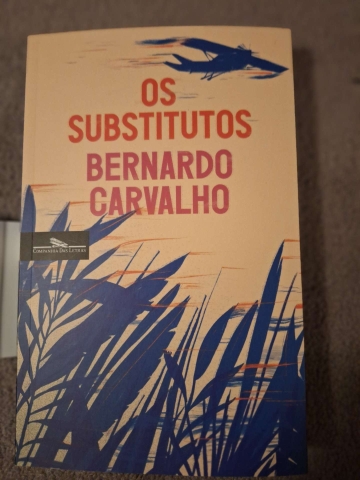 OS
SUBSTITUTOS
BERNARDO
CARVALHO
COMPANHIA DAS LETRAS